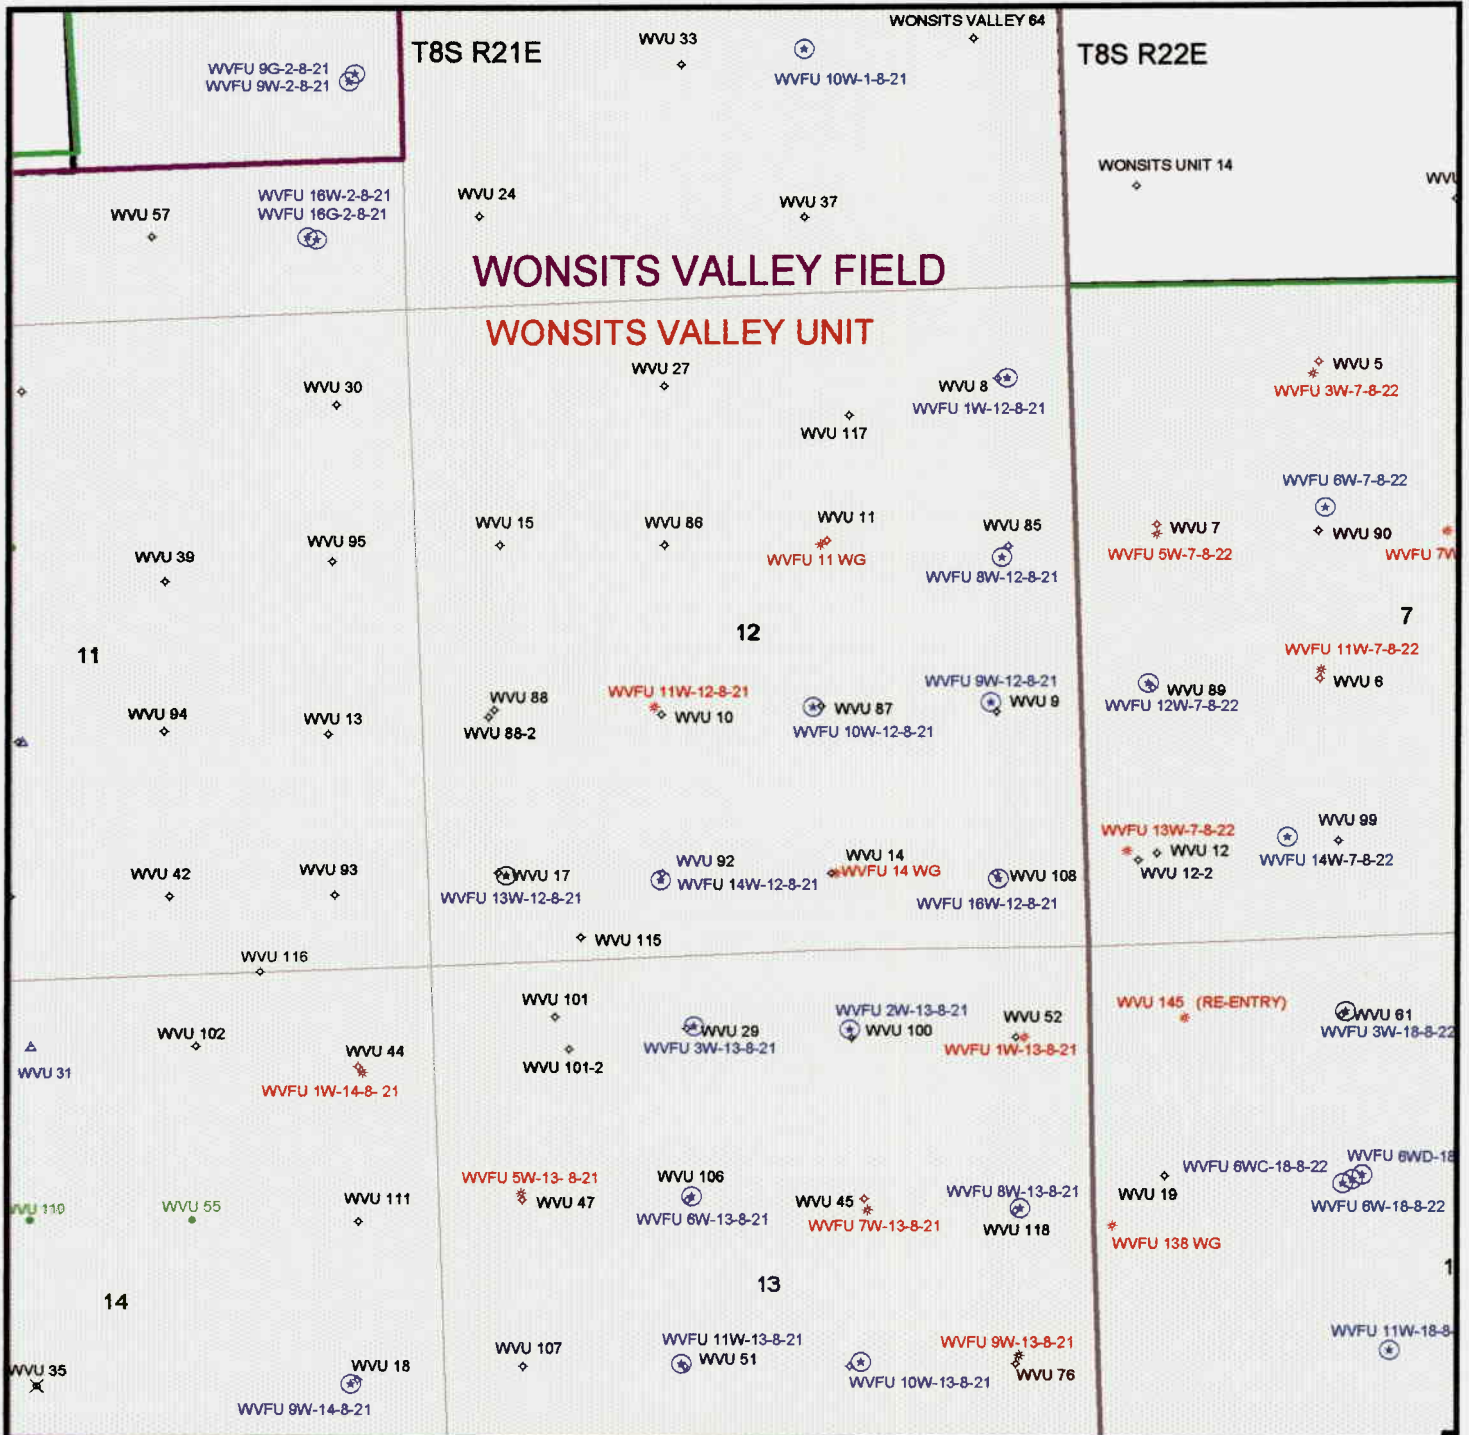 WONSITS VALLEY 64
WVU 33
T8S R21E
T8S R22E
WVFU 9G-2-8-21
WVFU 9W-2-8-21
WVFU 10W-1-8-21
WONSITS UNIT 14
WVU
WVFU 16W-2-8-21
WVFU 16G-2-8-21
WVU 57
WVU 24
WVU 37
WONSITS VALLEY FIELD
WONSITS VALLEY UNIT
WVU 30
WVU 27
WVU 8
WVFU 1W-12-8-21
WVU 117
WVU 5
WVFU 3W-7-8-22
WVFU 6W-7-8-22
WVU 39
WVU 95
WVU 15
WVU 86
WVU 11
WVFU 11 WG
WVU 85
WVFU 8W-12-8-21
WVU 7
WVFU 5W-7-8-22
WVU 90
WVFU 7W
11
12
7
WVFU 11W-7-8-22
WVU 6
WVU 94
WVU 13
WVU 88
WVU 88-2
WVFU 11W-12-8-21
WVU 10
WVU 87
WVFU 10W-12-8-21
WVFU 9W-12-8-21
WVU 9
WVU 89
WVFU 12W-7-8-22
WVU 42
WVU 93
WVU 17
WVFU 13W-12-8-21
WVU 92
WVFU 14W-12-8-21
WVU 14
WVFU 14 WG
WVU 108
WVFU 16W-12-8-21
WVFU 13W-7-8-22
WVU 12
WVU 12-2
WVU 99
WVFU 14W-7-8-22
WVU 115
WVU 116
WVU 102
WVU 31
WVU 44
WVFU 1W-14-8- 21
WVU 101
WVU 101-2
WVU 29
WVFU 3W-13-8-21
WVFU 2W-13-8-21
WVU 100
WVU 52
WVFU 1W-13-8-21
WVU 145 (RE-ENTRY)
WVU 61
WVFU 3W-18-8-22
WVU 110
WVU 55
WVU 111
WVFU 5W-13- 8-21
WVU 47
WVU 106
WVFU 6W-13-8-21
WVU 45
WVFU 7W-13-8-21
WVFU 8W-13-8-21
WVU 118
WVU 19
WVFU 6WC-18-8-22
WVFU 6WD-18
WVFU 6W-18-8-22
WVFU 138 WG
14
13
1
WVU 35
WVU 18
WVFU 9W-14-8-21
WVU 107
WVFU 11W-13-8-21
WVU 51
WVFU 10W-13-8-21
WVFU 9W-13-8-21
WVU 76
WVFU 11W-18-8-